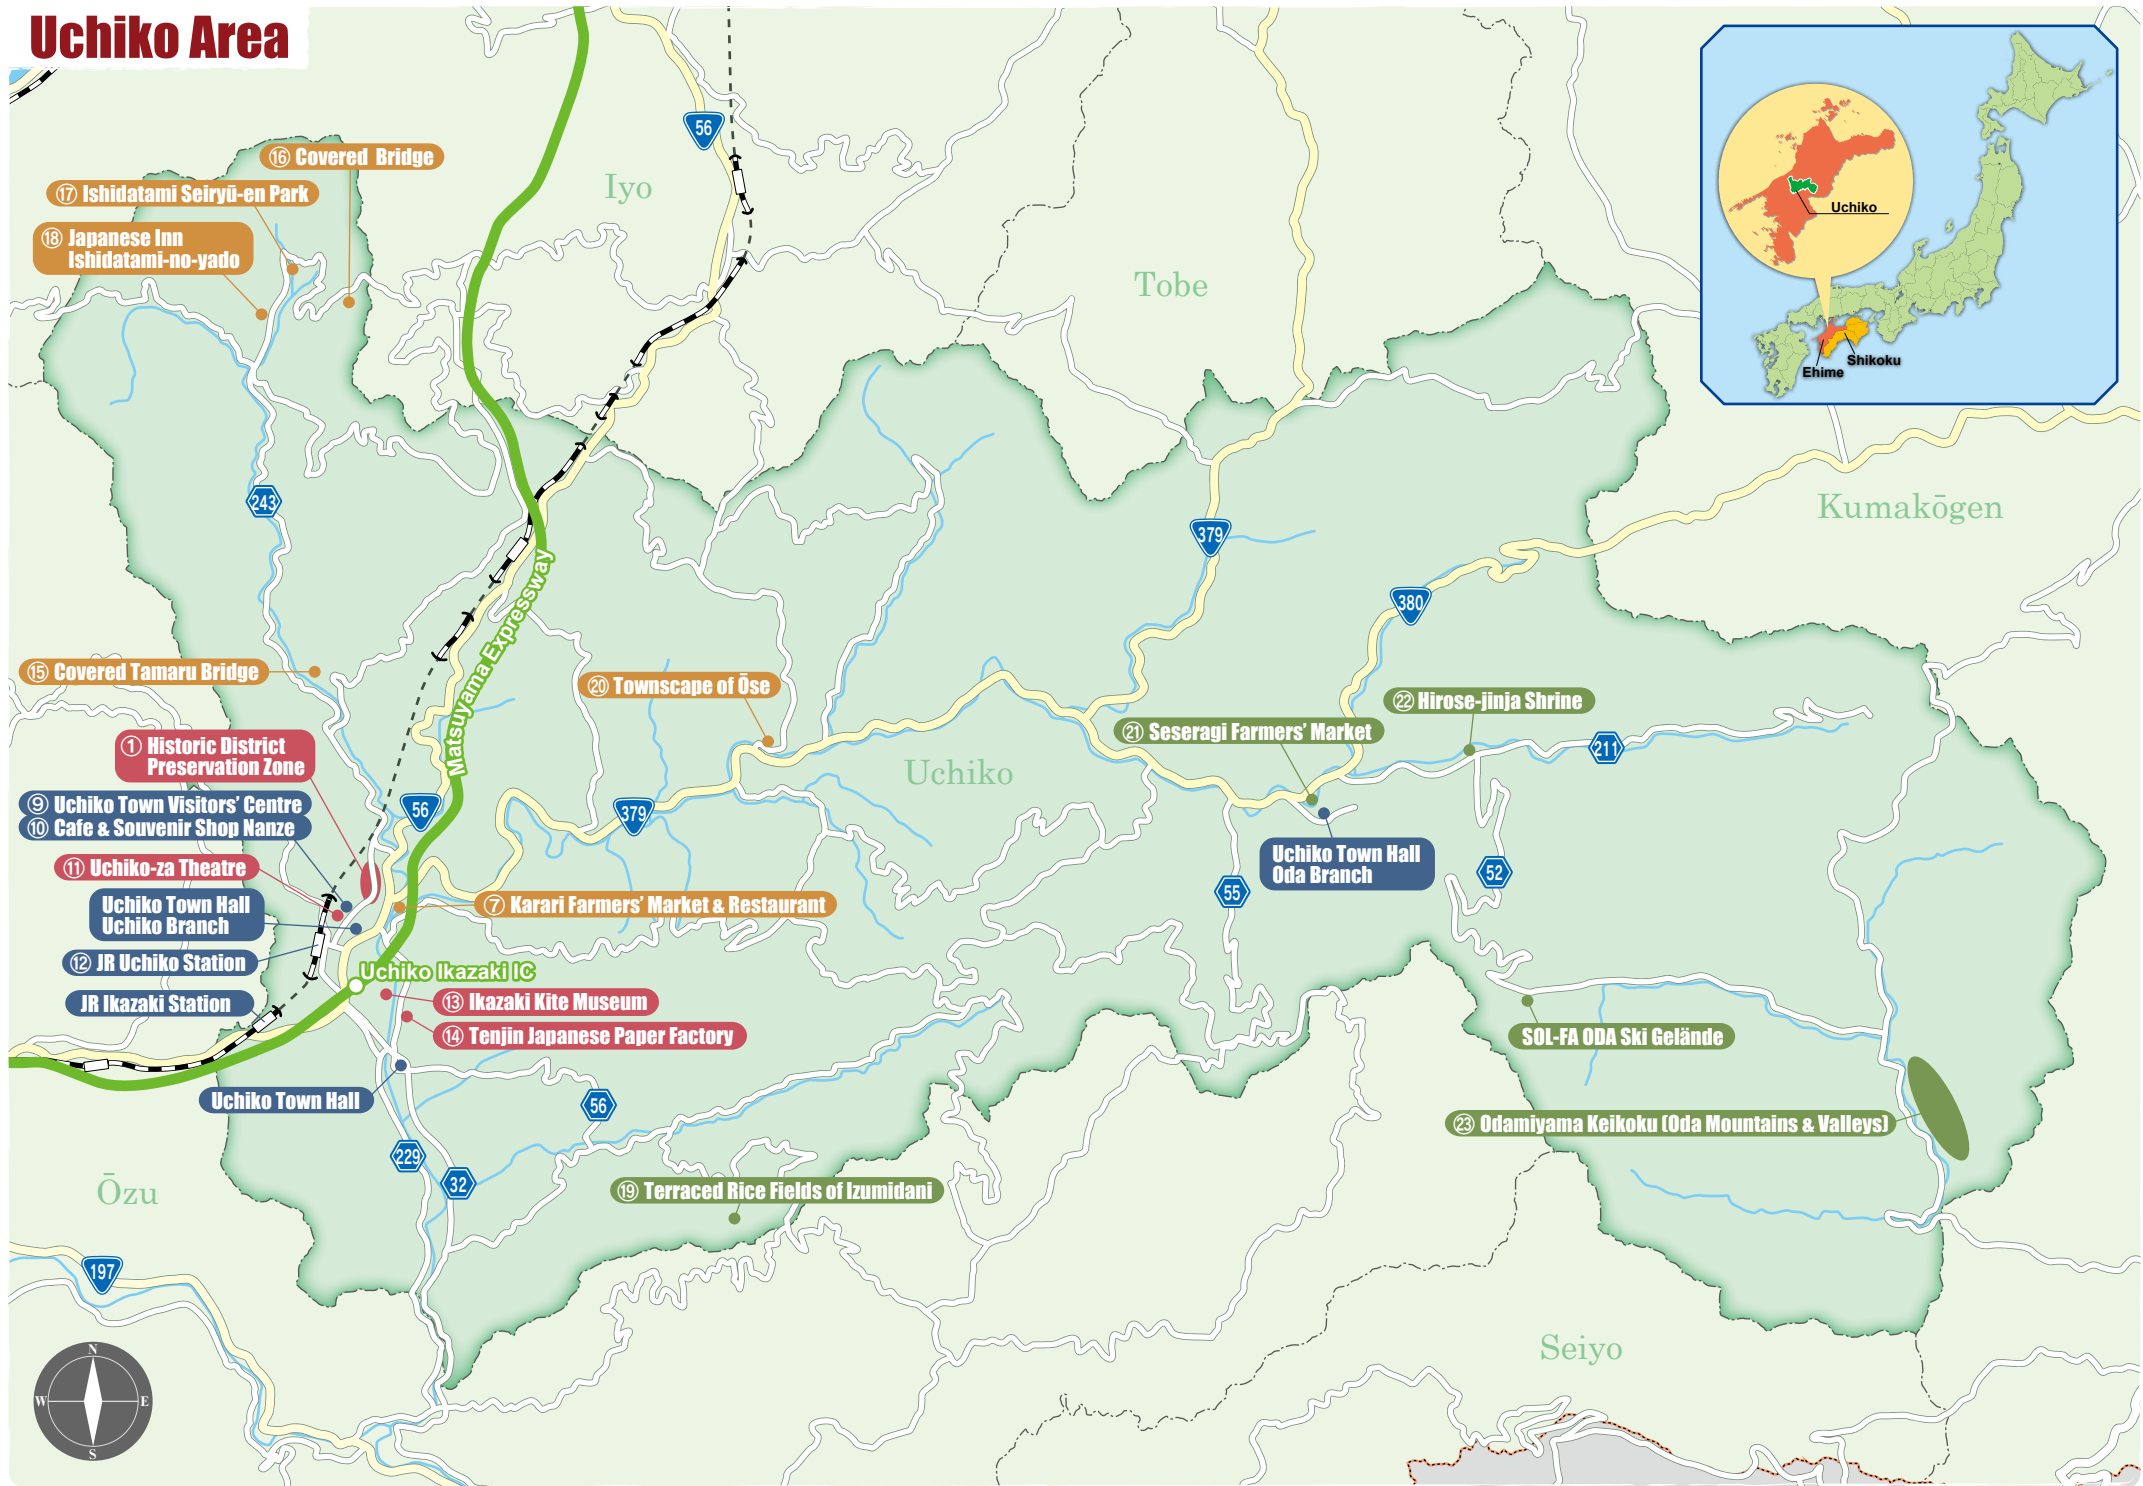 Uchiko Area
56
⑯ Covered Bridge
⑰ Ishidatami Seiryū-en Park
Iyo
⑱ Japanese Inn
Ishidatami-no-yado
Tobe
Uchiko
Shikoku
Ehime
243
379
Kumakōgen
380
Matsuyama Expressway
⑮ Covered Tamaru Bridge
⑳ Townscape of Ōse
㉒ Hirose-jinja Shrine
㉑ Seseragi Farmers' Market
211
① Historic District
Preservation Zone
Uchiko
⑨ Uchiko Town Visitors' Centre
⑩ Cafe & Souvenir Shop Nanze
56
379
⑪ Uchiko-za Theatre
Uchiko Town Hall
Oda Branch
52
55
Uchiko Town Hall
Uchiko Branch
⑦ Karari Farmers' Market & Restaurant
⑫ JR Uchiko Station
Uchiko Ikazaki IC
JR Ikazaki Station
⑬ Ikazaki Kite Museum
⑭ Tenjin Japanese Paper Factory
SOL-FA ODA Ski Gelände
Uchiko Town Hall
56
㉓ Odamiyama Keikoku (Oda Mountains & Valleys)
229
32
Ōzu
⑲ Terraced Rice Fields of Izumidani
197
Seiyo
N
W E
S